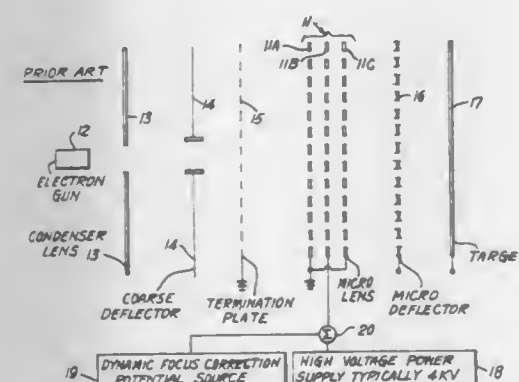 11
11A
11B
11C
PRIOR ART
13
14
15
16
17
12
ELECTRON
GUN
CONDENSER
LENS 13
14
COARSE
DEFLECTOR
TERMINATION
PLATE
MICRO
LENS
MICRO
DEFLECTOR
TARGE
Σ
20
19
DYNAMIC FOCUS CORRECTION
POTENTIAL SOURCE
HIGH VOLTAGE POWER
SUPPLY TYPICALLY 4KV
18